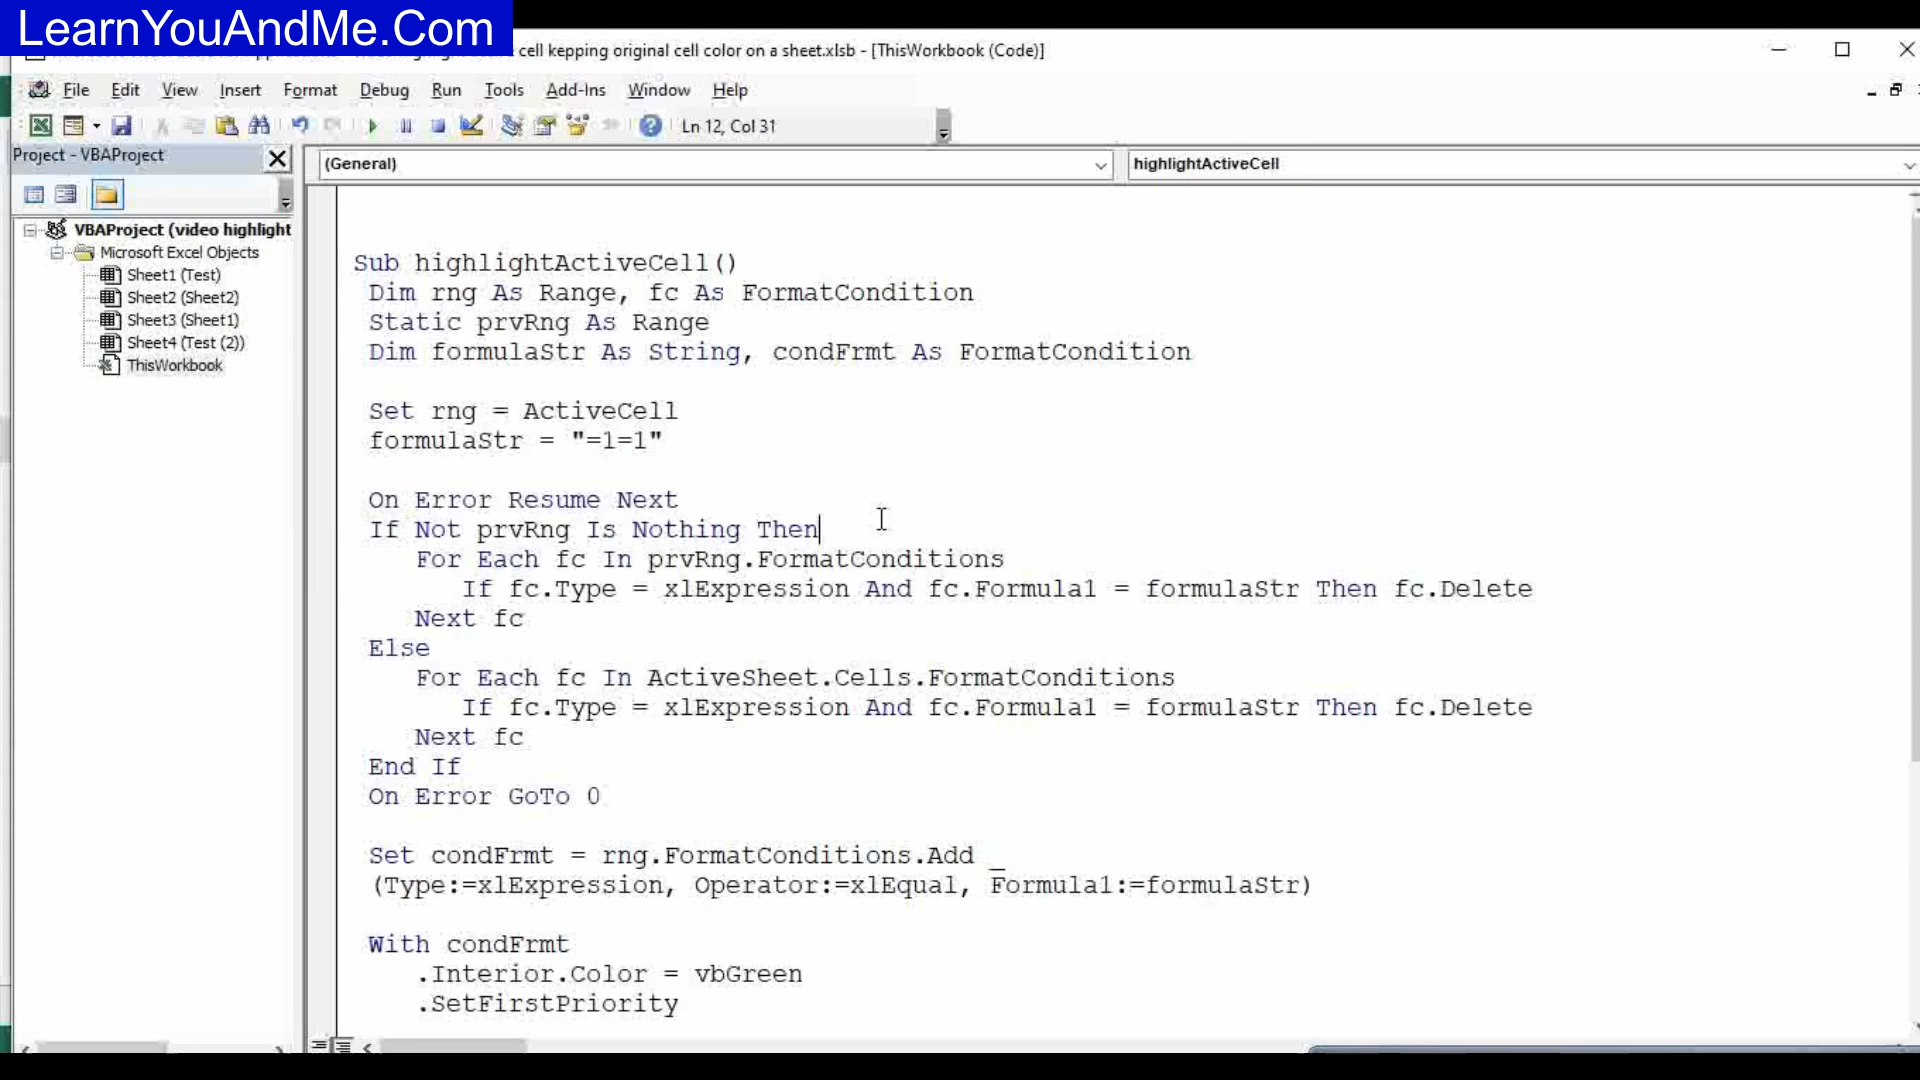 LearnYouAndMe.Com
cell kepping original cell color on a sheet.xlsb - [ThisWorkbook (Code)]
File Edit View Insert Format Debug Run Tools Add-Ins Window Help
Ln 12, Col 31
Project - VBAProject
(General)
highlightActiveCell
VBAProject (video highlight
Microsoft Excel Objects
Sheet1 (Test)
Sheet2 (Sheet2)
Sheet3 (Sheet1)
Sheet4 (Test (2))
ThisWorkbook
Sub highlightActiveCell()
Dim rng As Range, fc As FormatCondition
Static prvRng As Range
Dim formulaStr As String, condFrmt As FormatCondition
Set rng = ActiveCell
formulaStr = "=1=1"
On Error Resume Next
If Not prvRng Is Nothing Then
For Each fc In prvRng.FormatConditions
If fc.Type = xlExpression And fc.Formula1 = formulaStr Then fc.Delete
Next fc
Else
For Each fc In ActiveSheet.Cells.FormatConditions
If fc.Type = xlExpression And fc.Formula1 = formulaStr Then fc.Delete
Next fc
End If
On Error GoTo 0
Set condFrmt = rng.FormatConditions.Add _
(Type:=xlExpression, Operator:=xlEqual, Formula1:=formulaStr)
With condFrmt
.Interior.Color = vbGreen
.SetFirstPriority